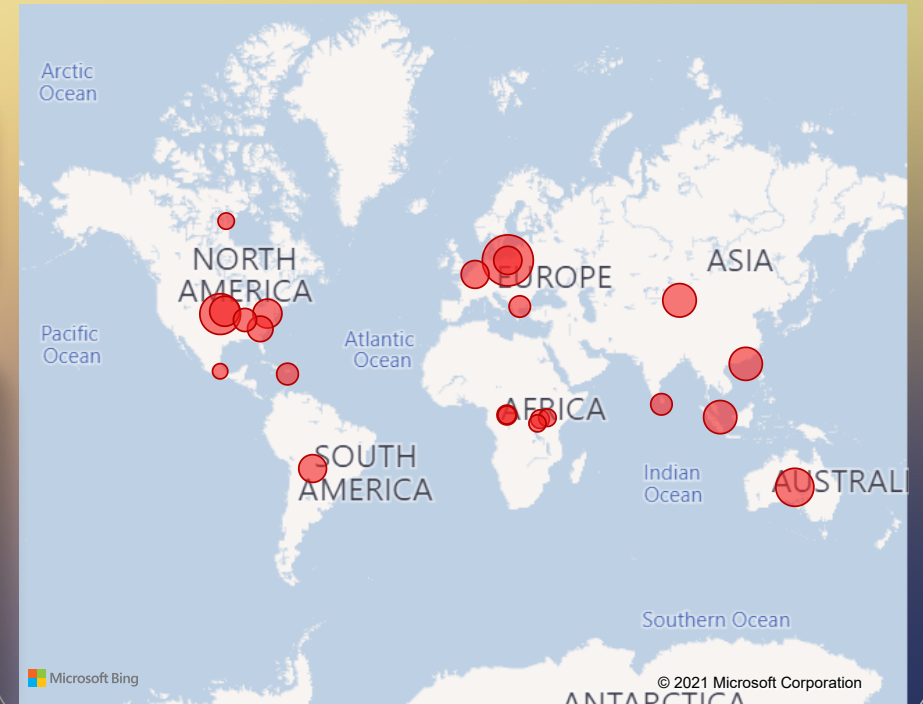 Arctic
Ocean
NORTH
AMERICA
EUROPE
ASIA
Pacific
Ocean
Atlantic
Ocean
AFRICA
SOUTH
AMERICA
Indian
Ocean
AUSTRALI
Southern Ocean
Microsoft Bing
© 2021 Microsoft Corporation
ANTARCTICA